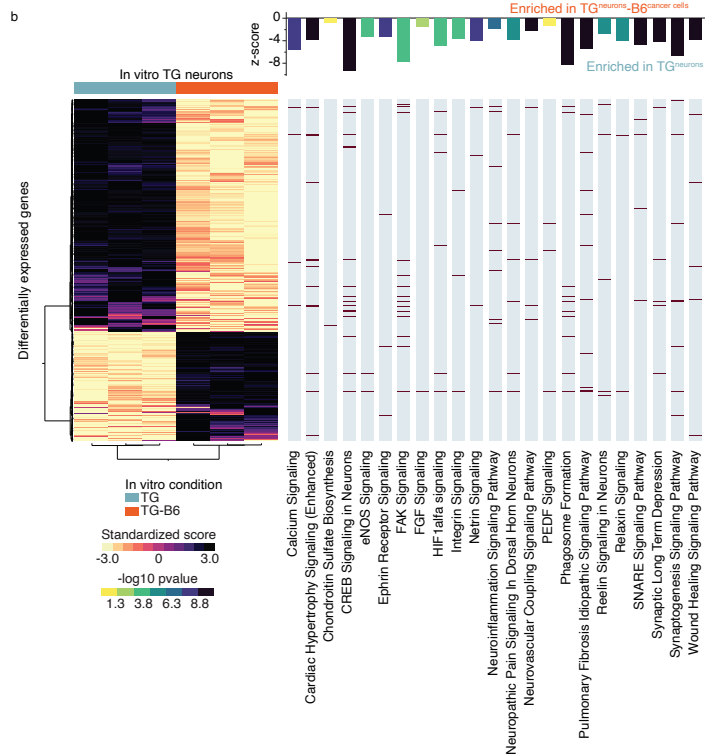 b
Enriched in TGneurons-B6cancer cells
z-score
0
-4
-8
Enriched in TGneurons
In vitro TG neurons
Differentially expressed genes
In vitro condition
TG
TG-B6
Standardized score
-3.0 0 3.0
-log10 pvalue
1.3 3.8 6.3 8.8
Calcium Signaling
Cardiac Hypertrophy Signaling (Enhanced)
Chondroitin Sulfate Biosynthesis
CREB Signaling in Neurons
eNOS Signaling
Ephrin Receptor Signaling
FAK Signaling
FGF Signaling
HIF1alfa signaling
Integrin Signaling
Netrin Signaling
Neuroinflammation Signaling Pathway
Neuropathic Pain Signaling In Dorsal Horn Neurons
Neurovascular Coupling Signaling Pathway
PEDF Signaling
Phagosome Formation
Pulmonary Fibrosis Idiopathic Signaling Pathway
Reelin Signaling in Neurons
Relaxin Signaling
SNARE Signaling Pathway
Synaptic Long Term Depression
Synaptogenesis Signaling Pathway
Wound Healing Signaling Pathway